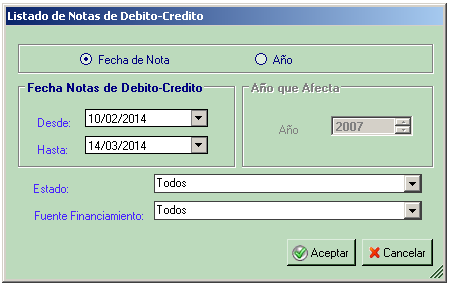 Listado de Notas de Debito-Credito
Fecha de Nota Año
Fecha Notas de Debito-Credito Año que Afecta
Desde: 10/02/2014
Año 2007
Hasta: 14/03/2014
Estado: Todos
Fuente Financiamiento: Todos
Aceptar Cancelar